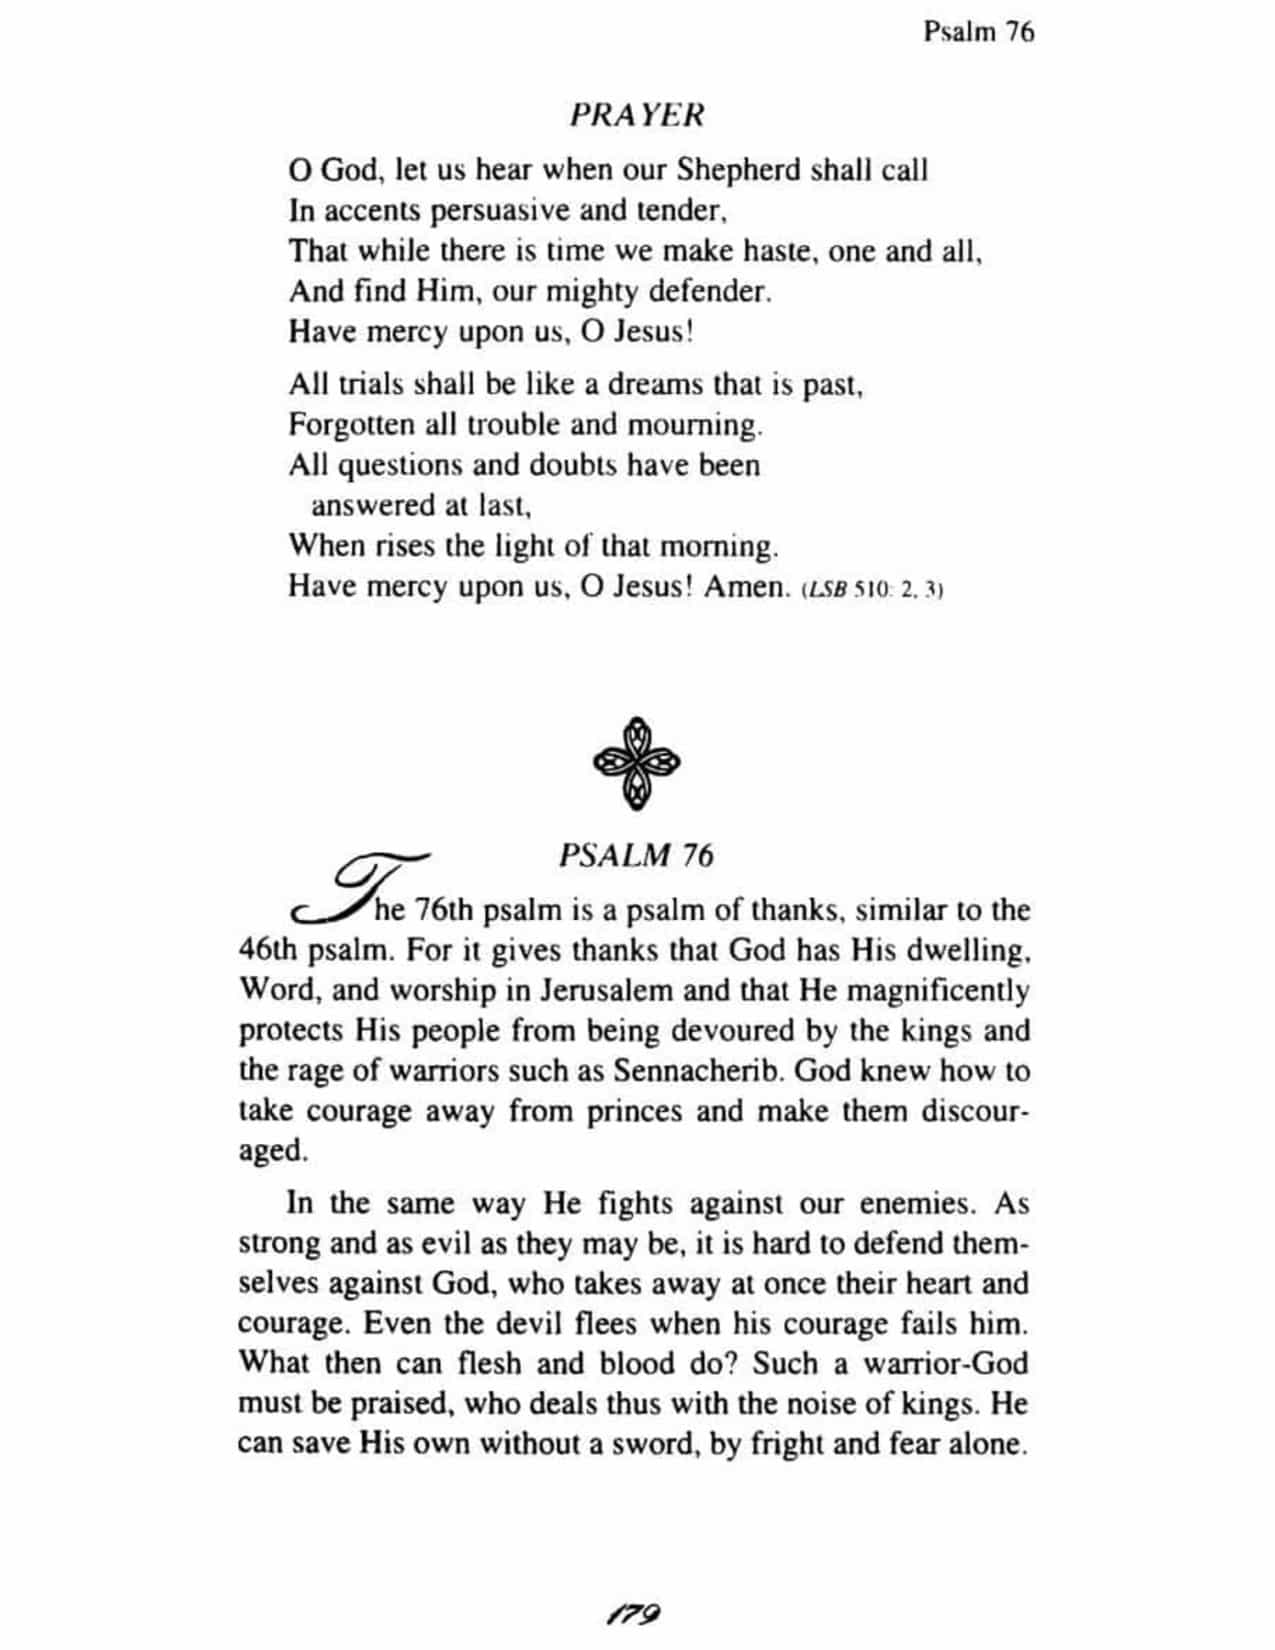 Psalm 76
PRAYER
O God, let us hear when our Shepherd shall call
In accents persuasive and tender,
That while there is time we make haste, one and all,
And find Him, our mighty defender.
Have mercy upon us, O Jesus!
All trials shall be like a dreams that is past,
Forgotten all trouble and mourning.
All questions and doubts have been
answered at last,
When rises the light of that morning.
Have mercy upon us, O Jesus! Amen. (LSB 510: 2, 3)
PSALM 76
The 76th psalm is a psalm of thanks, similar to the
46th psalm. For it gives thanks that God has His dwelling,
Word, and worship in Jerusalem and that He magnificently
protects His people from being devoured by the kings and
the rage of warriors such as Sennacherib. God knew how to
take courage away from princes and make them discour-
aged.
In the same way He fights against our enemies. As
strong and as evil as they may be, it is hard to defend them-
selves against God, who takes away at once their heart and
courage. Even the devil flees when his courage fails him.
What then can flesh and blood do? Such a warrior-God
must be praised, who deals thus with the noise of kings. He
can save His own without a sword, by fright and fear alone.
179